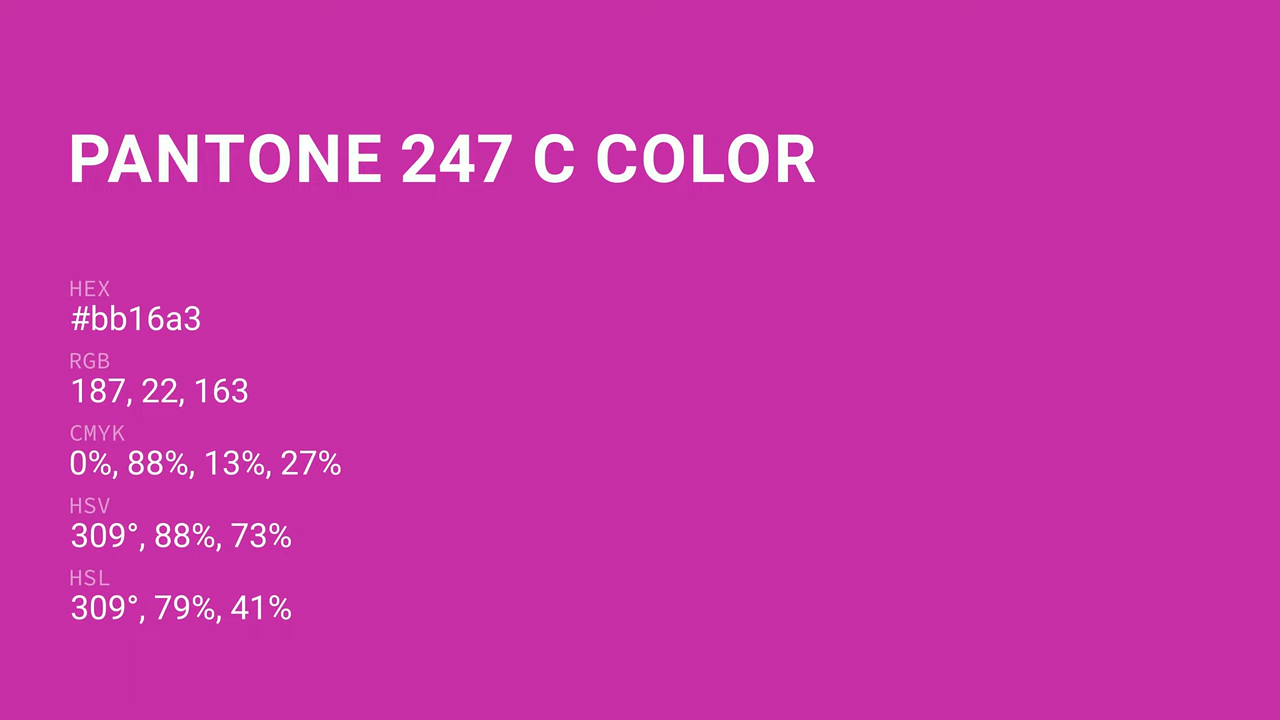 PANTONE 247 C COLOR
HEX
#bb16a3
RGB
187, 22, 163
CMYK
0%, 88%, 13%, 27%
HSV
309°, 88%, 73%
HSL
309°, 79%, 41%